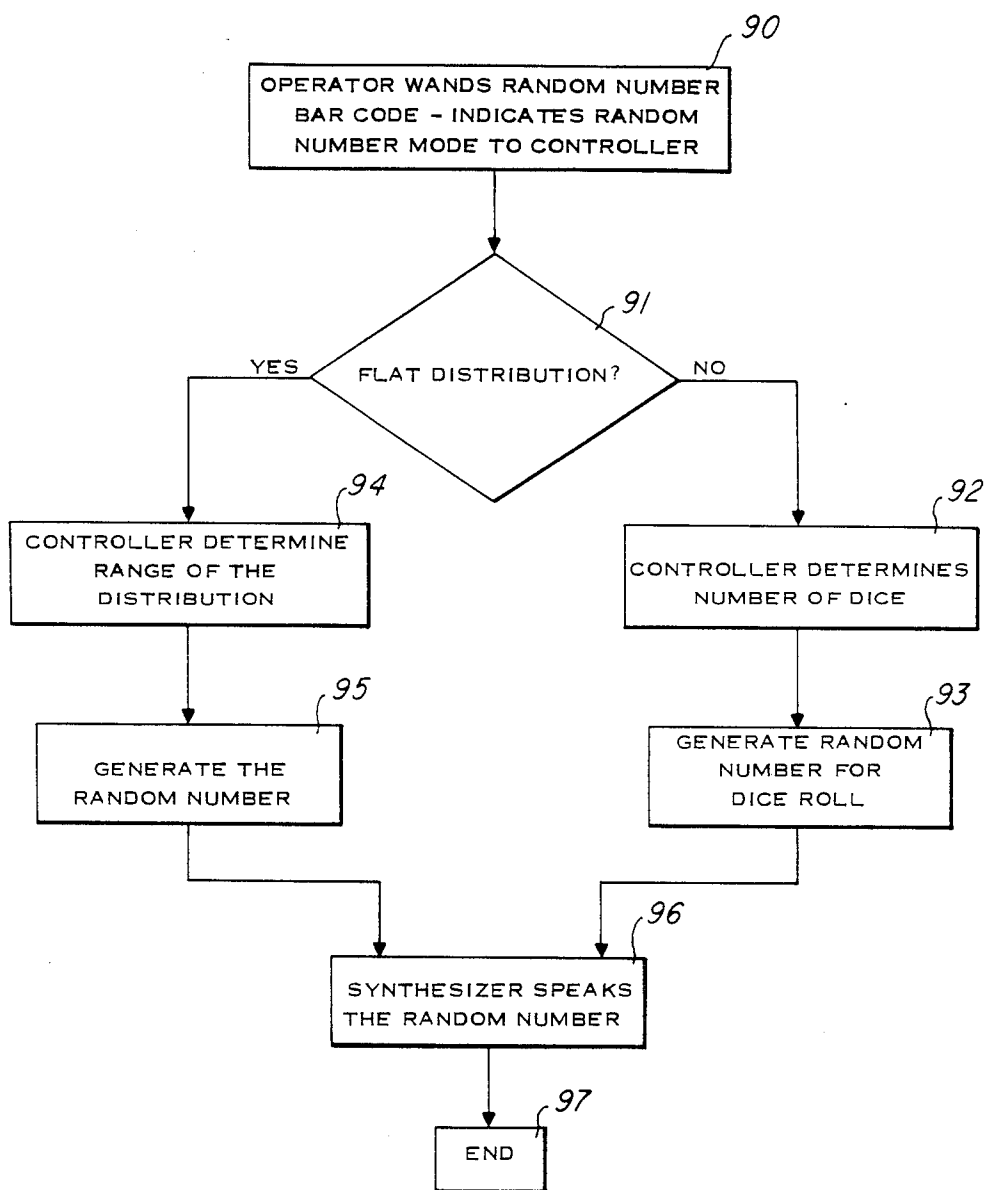 90
OPERATOR WANDS RANDOM NUMBER
BAR CODE - INDICATES RANDOM
NUMBER MODE TO CONTROLLER
91
FLAT DISTRIBUTION?
YES
NO
94
CONTROLLER DETERMINE
RANGE OF THE
DISTRIBUTION
92
CONTROLLER DETERMINES
NUMBER OF DICE
95
GENERATE THE
RANDOM NUMBER
93
GENERATE RANDOM
NUMBER FOR
DICE ROLL
96
SYNTHESIZER SPEAKS
THE RANDOM NUMBER
97
END